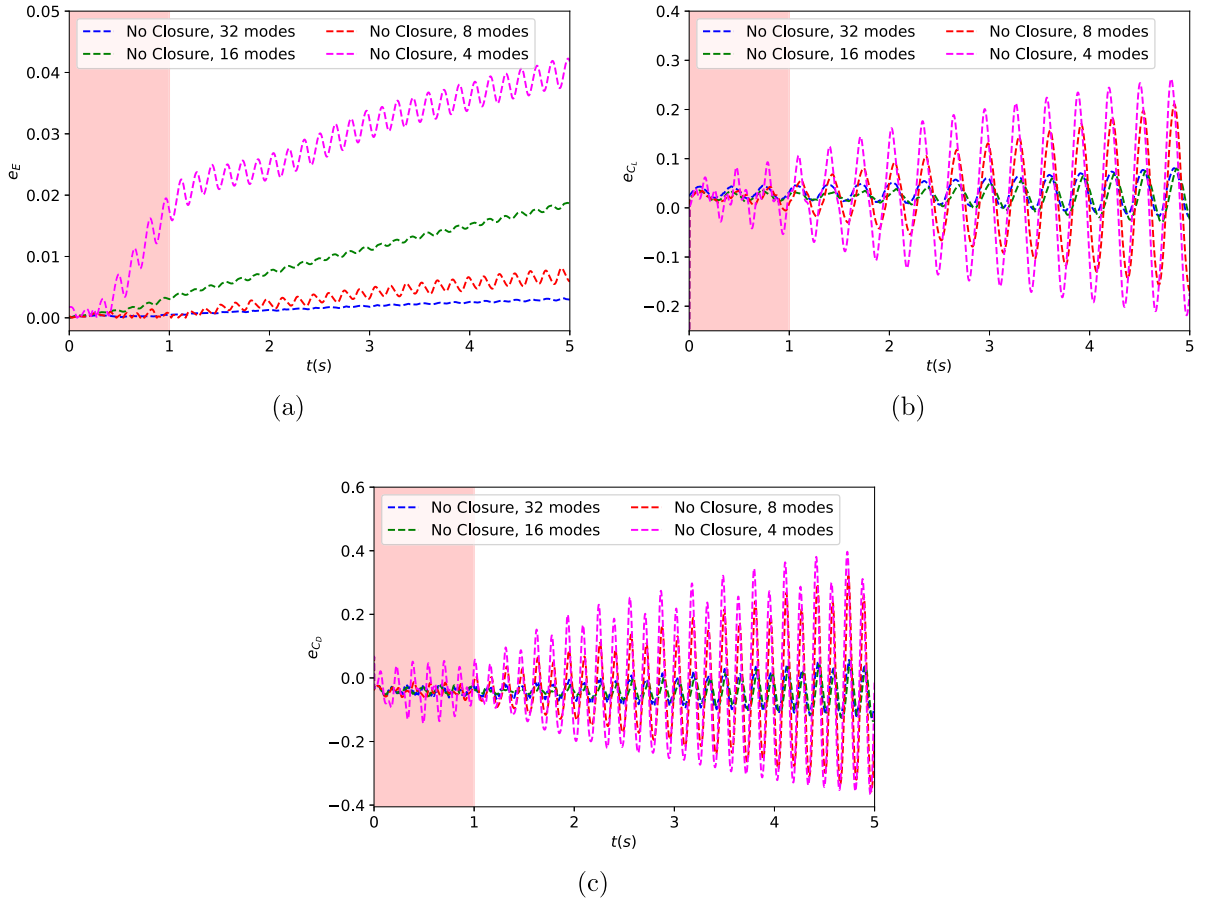 0.05
0.04
0.03
0.02
0.01
0.00
e_E
No Closure, 32 modes
No Closure, 16 modes
No Closure, 8 modes
No Closure, 4 modes
0 1 2 3 4 5
t(s)
(a)
0.4
0.3
0.2
0.1
0.0
−0.1
−0.2
e_{C_L}
No Closure, 32 modes
No Closure, 16 modes
No Closure, 8 modes
No Closure, 4 modes
0 1 2 3 4 5
t(s)
(b)
0.6
0.4
0.2
0.0
−0.2
−0.4
e_{C_D}
No Closure, 32 modes
No Closure, 16 modes
No Closure, 8 modes
No Closure, 4 modes
0 1 2 3 4 5
t(s)
(c)